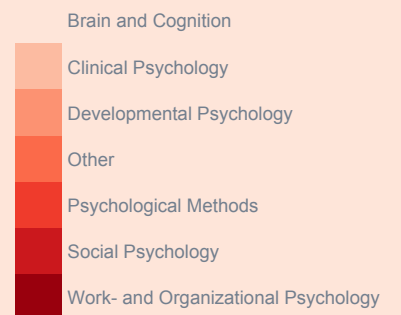 Brain and Cognition
Clinical Psychology
Developmental Psychology
Other
Psychological Methods
Social Psychology
Work- and Organizational Psychology